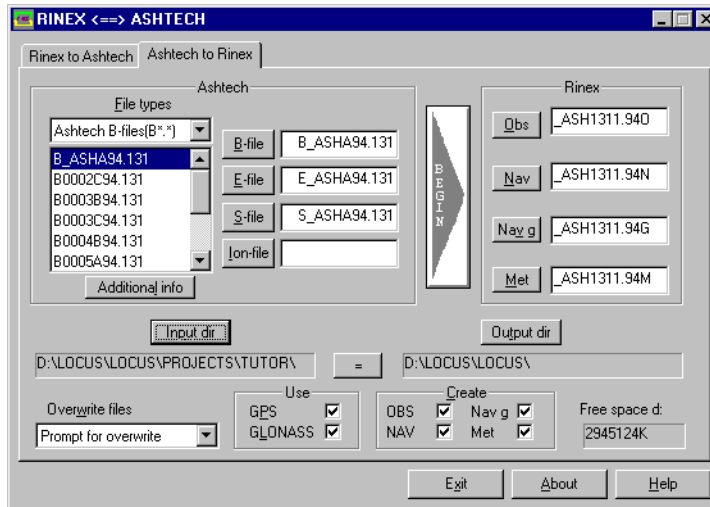 RINEX <==> ASHTECH
Rinex to Ashtech
Ashtech to Rinex
Ashtech
File types
Ashtech B-files(B*.*)
B_ASHA94.131
B0002C94.131
B0003B94.131
B0003C94.131
B0004B94.131
B0005A94.131
Additional info
B-file B_ASHA94.131
E-file E_ASHA94.131
S-file S_ASHA94.131
Ion-file
BEGIN
Rinex
Obs _ASH1311.94O
Nav _ASH1311.94N
Nav g _ASH1311.94G
Met _ASH1311.94M
Input dir
Output dir
D:\LOCUS\LOCUS\PROJECTS\TUTOR\ = D:\LOCUS\LOCUS\
Overwrite files
Prompt for overwrite
Use
GPS
GLONASS
Create
OBS Nav g
NAV Met
Free space d:
2945124K
Exit About Help